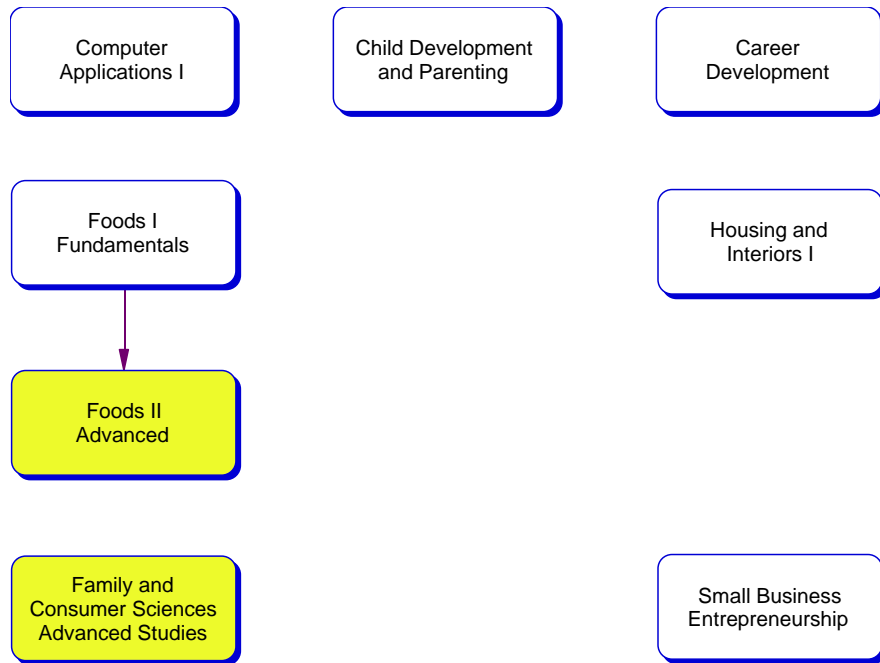 Computer
Applications I
Child Development
and Parenting
Career
Development
Foods I
Fundamentals
Housing and
Interiors I
Foods II
Advanced
Family and
Consumer Sciences
Advanced Studies
Small Business
Entrepreneurship